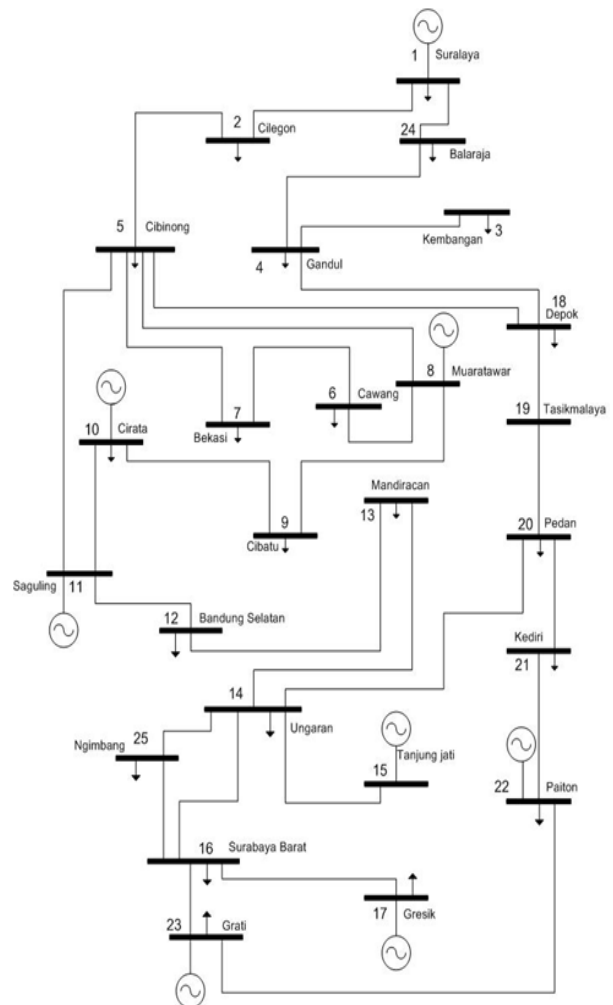 1
Suralaya
2
Cilegon
24
Balaraja
5
Cibinong
Kembangan
3
4
Gandul
18
Depok
8
Muaratawar
10
Cirata
7
Bekasi
6
Cawang
19
Tasikmalaya
Mandiracan
13
9
Cibatu
20
Pedan
Saguling
11
12
Bandung Selatan
Kediri
21
14
Ungaran
Ngimbang
25
Tanjung jati
15
22
Paiton
16
Surabaya Barat
17
Gresik
23
Grati